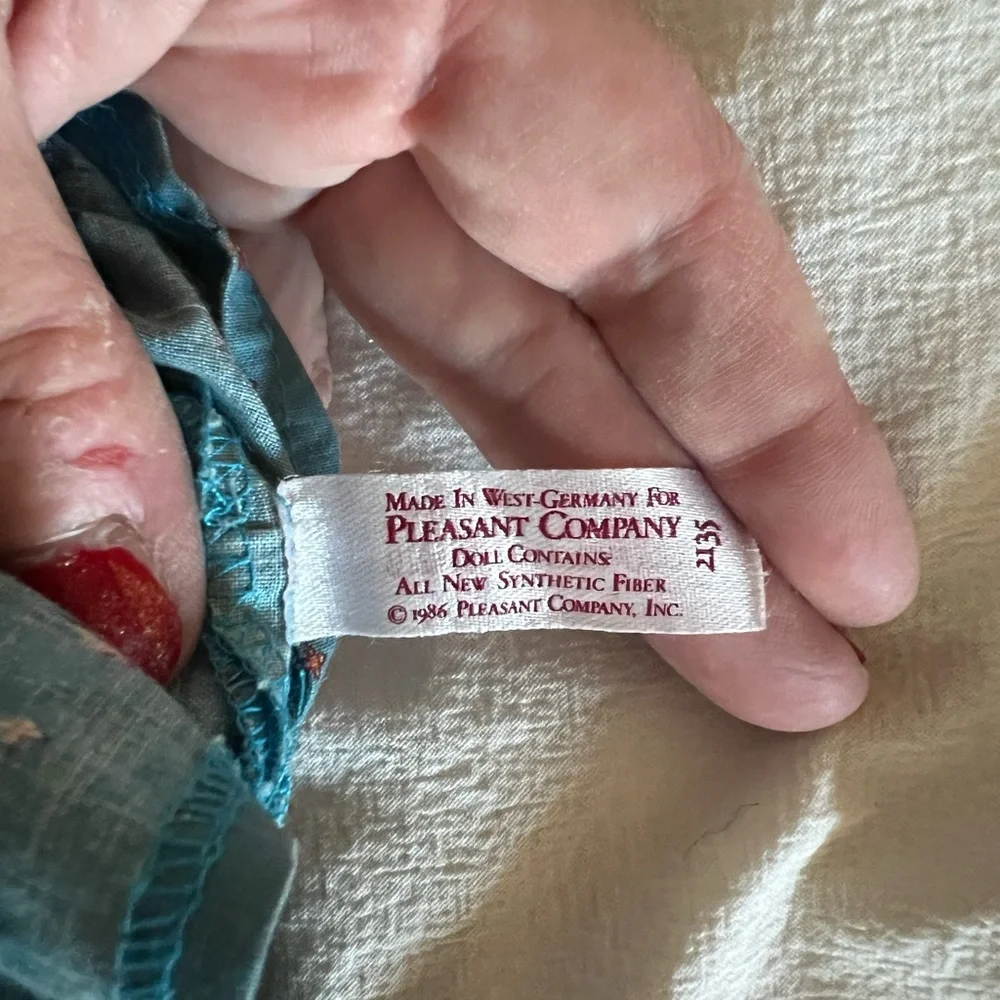 MADE IN WEST-GERMANY FOR
PLEASANT COMPANY
DOLL CONTAINS:
ALL NEW SYNTHETIC FIBER
© 1986 PLEASANT COMPANY, INC.
2135